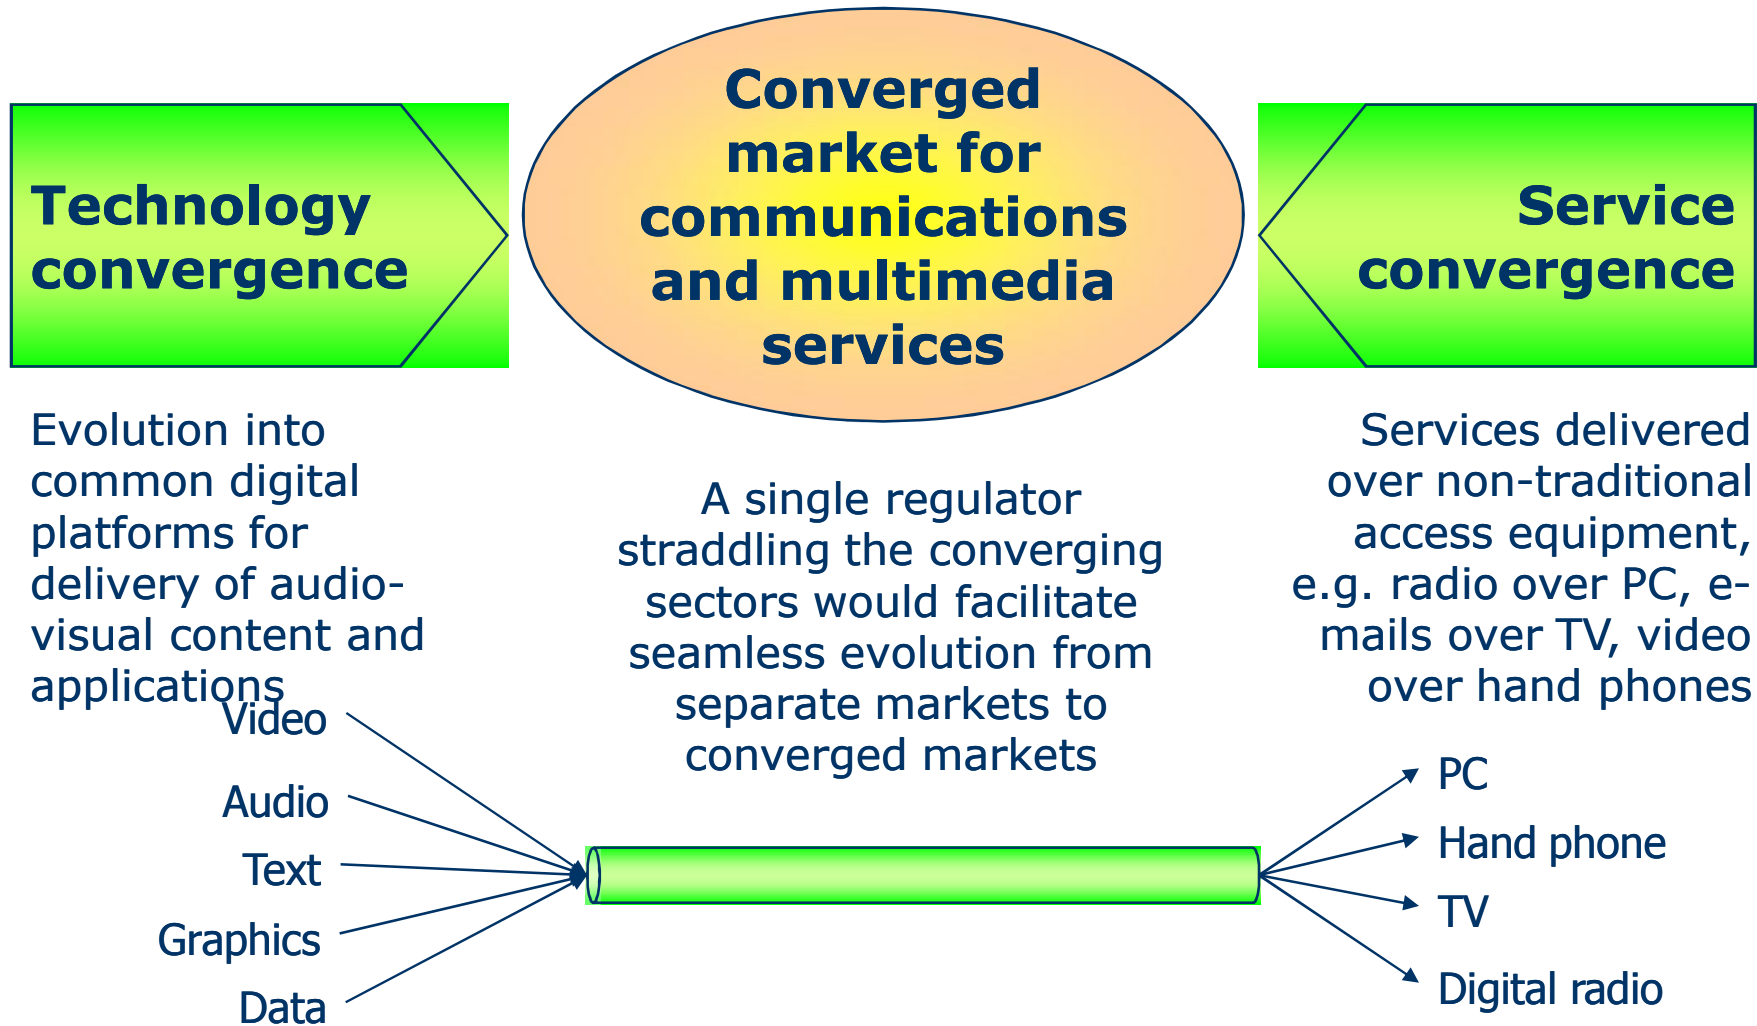 Technology
convergence
Converged
market for
communications
and multimedia
services
Service
convergence
Evolution into
common digital
platforms for
delivery of audio-
visual content and
applications
A single regulator
straddling the converging
sectors would facilitate
seamless evolution from
separate markets to
converged markets
Services delivered
over non-traditional
access equipment,
e.g. radio over PC, e-
mails over TV, video
over hand phones
Video
Audio
Text
Graphics
Data
PC
Hand phone
TV
Digital radio